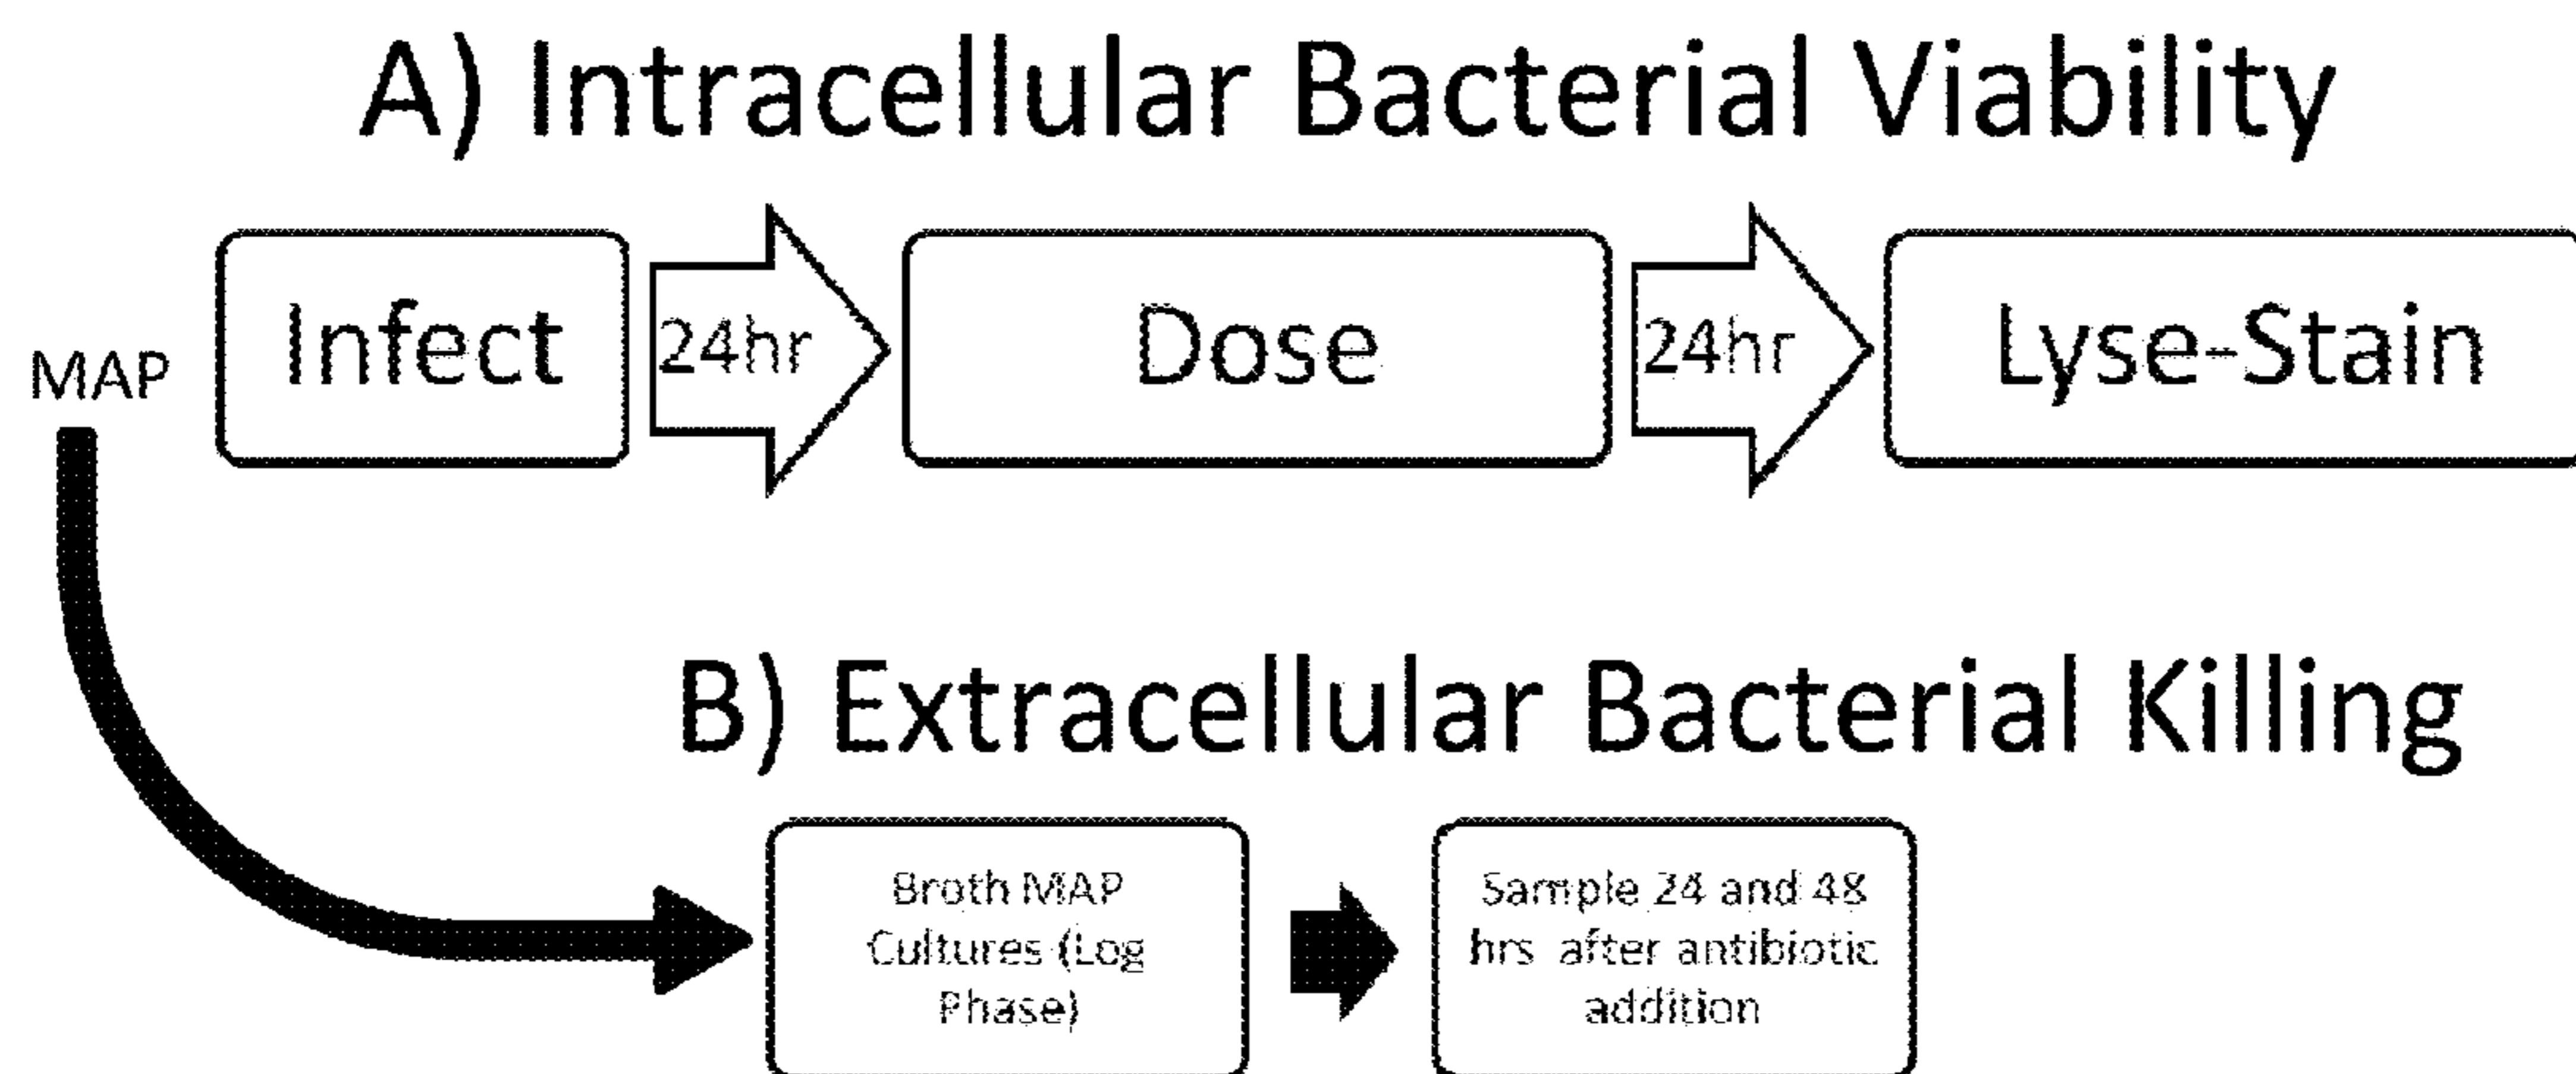 A) Intracellular Bacterial Viability
MAP
Infect
24hr
Dose
24hr
Lyse-Stain
B) Extracellular Bacterial Killing
Broth MAP
Cultures (Log
Phase)
Sample 24 and 48
hrs after antibiotic
addition